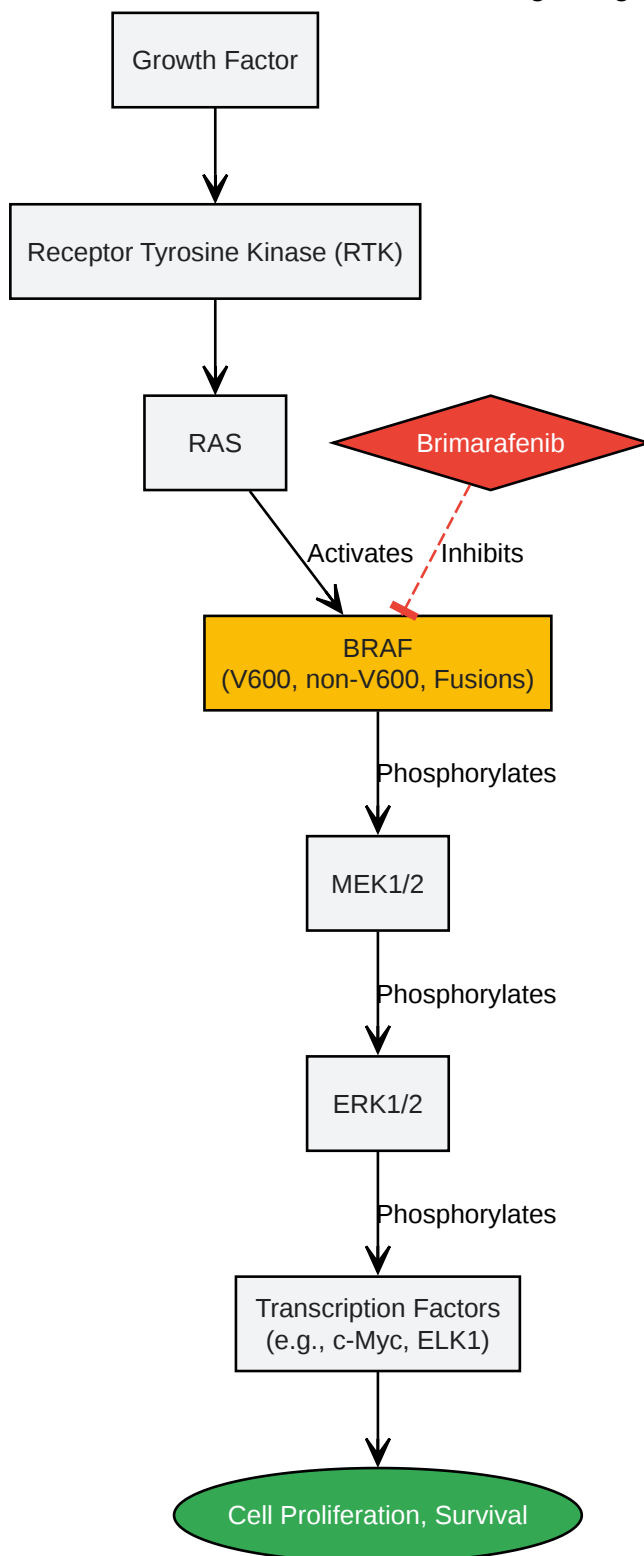 Growth Factor
Receptor Tyrosine Kinase (RTK)
RAS
Brimarafenib
Activates
Inhibits
BRAF
(V600, non-V600, Fusions)
Phosphorylates
MEK1/2
Phosphorylates
ERK1/2
Phosphorylates
Transcription Factors
(e.g., c-Myc, ELK1)
Cell Proliferation, Survival